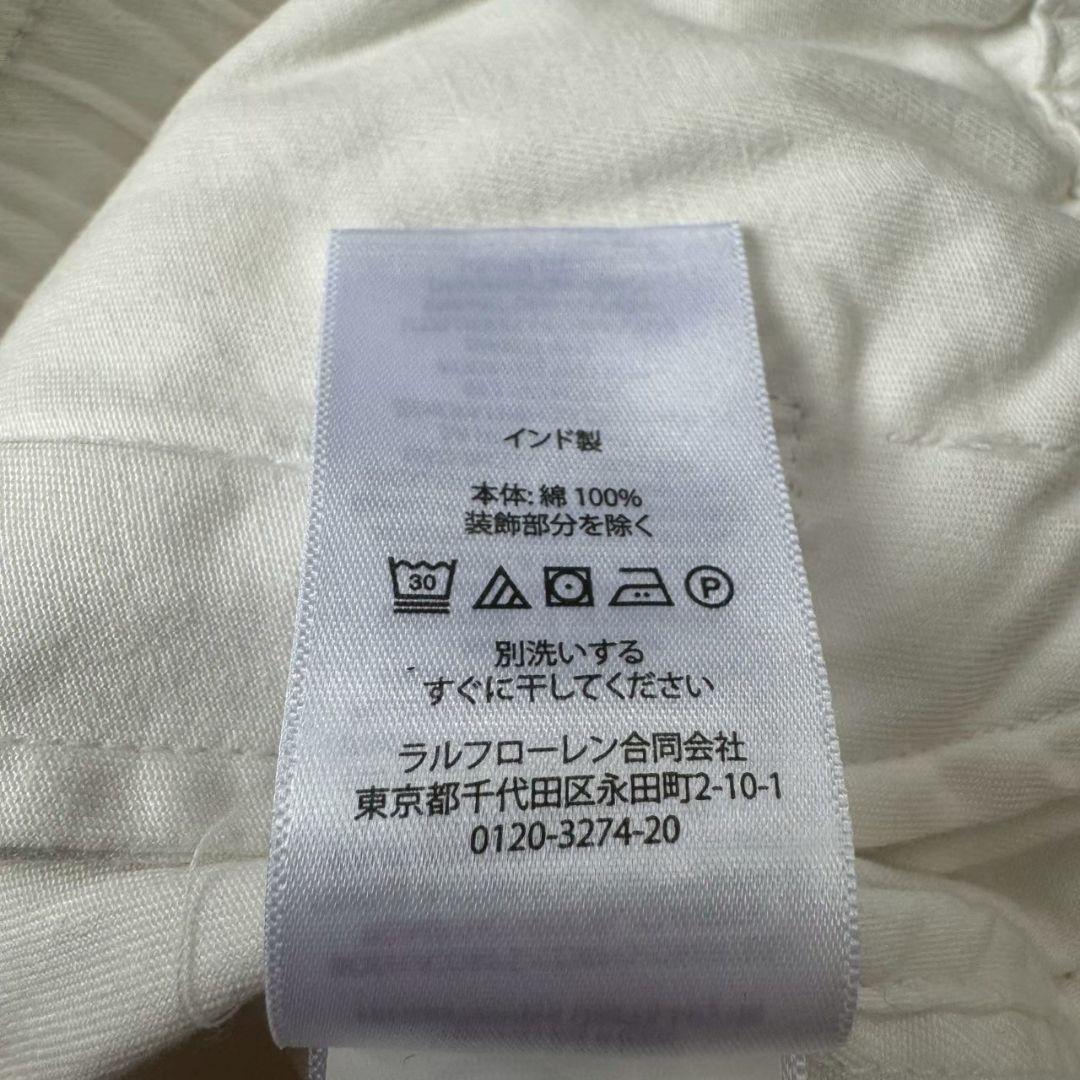 インド製
本体: 綿 100%
装飾部分を除く
30 P
別洗いする
すぐに干してください
ラルフローレン合同会社
東京都千代田区永田町2-10-1
0120-3274-20